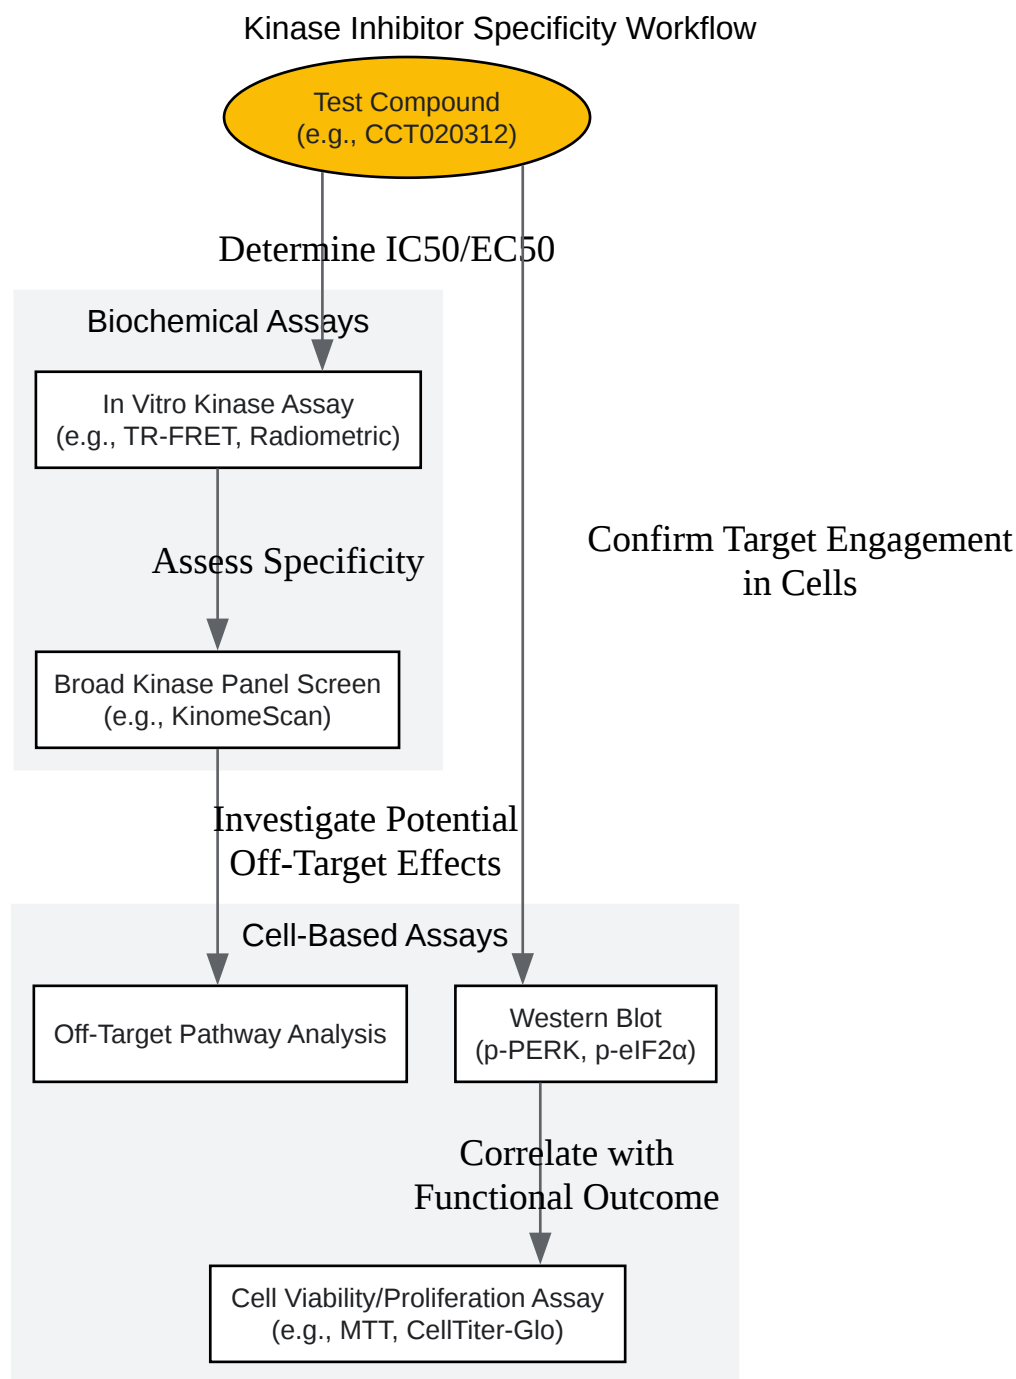 Kinase Inhibitor Specificity Workflow
Test Compound
(e.g., CCT020312)
Determine IC50/EC50
Biochemical Assays
In Vitro Kinase Assay
(e.g., TR-FRET, Radiometric)
Assess Specificity
Confirm Target Engagement
in Cells
Broad Kinase Panel Screen
(e.g., KinomeScan)
Investigate Potential
Off-Target Effects
Cell-Based Assays
Off-Target Pathway Analysis
Western Blot
(p-PERK, p-eIF2α)
Correlate with
Functional Outcome
Cell Viability/Proliferation Assay
(e.g., MTT, CellTiter-Glo)